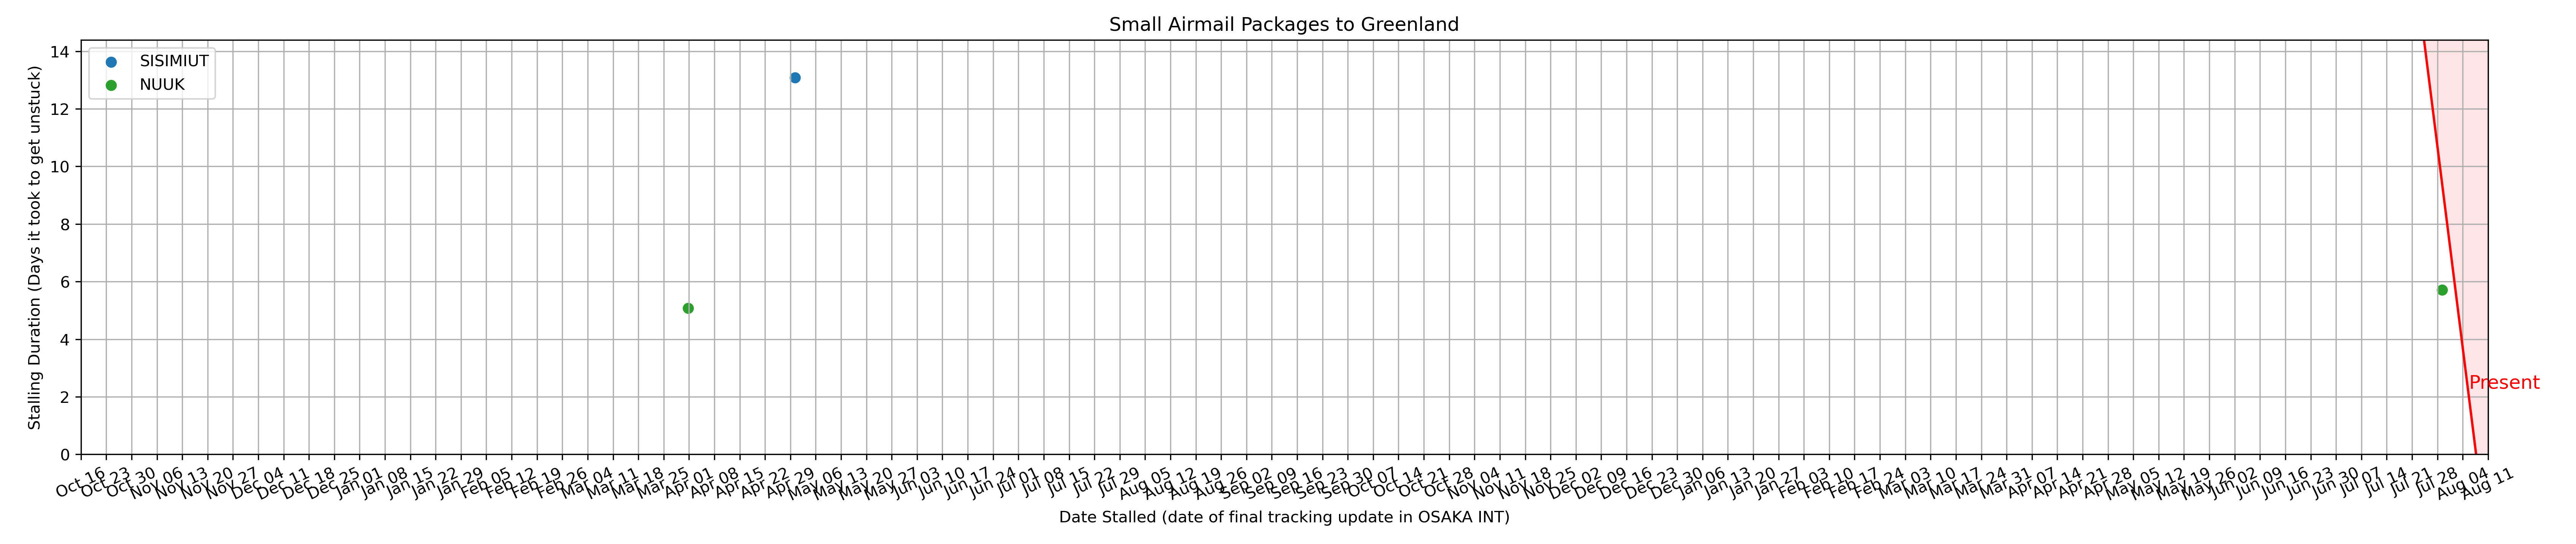 Small Airmail Packages to Greenland
SISIMIUT
NUUK
Stalling Duration (Days it took to get unstuck)
14
12
10
8
6
4
2
0
Present
Oct 16
Oct 23
Oct 30
Nov 06
Nov 13
Nov 20
Nov 27
Dec 04
Dec 11
Dec 18
Dec 25
Jan 01
Jan 08
Jan 15
Jan 22
Jan 29
Feb 05
Feb 12
Feb 19
Feb 26
Mar 04
Mar 11
Mar 18
Mar 25
Apr 01
Apr 08
Apr 15
Apr 22
Apr 29
May 06
May 13
May 20
May 27
Jun 03
Jun 10
Jun 17
Jun 24
Jul 01
Jul 08
Jul 15
Jul 22
Jul 29
Aug 05
Aug 12
Aug 19
Aug 26
Sep 02
Sep 09
Sep 16
Sep 23
Sep 30
Oct 07
Oct 14
Oct 21
Oct 28
Nov 04
Nov 11
Nov 18
Nov 25
Dec 02
Dec 09
Dec 16
Dec 23
Dec 30
Jan 06
Jan 13
Jan 20
Jan 27
Feb 03
Feb 10
Feb 17
Feb 24
Mar 03
Mar 10
Mar 17
Mar 24
Mar 31
Apr 07
Apr 14
Apr 21
Apr 28
May 05
May 12
May 19
May 26
Jun 02
Jun 09
Jun 16
Jun 23
Jun 30
Jul 07
Jul 14
Jul 21
Jul 28
Aug 04
Aug 11
Date Stalled (date of final tracking update in OSAKA INT)